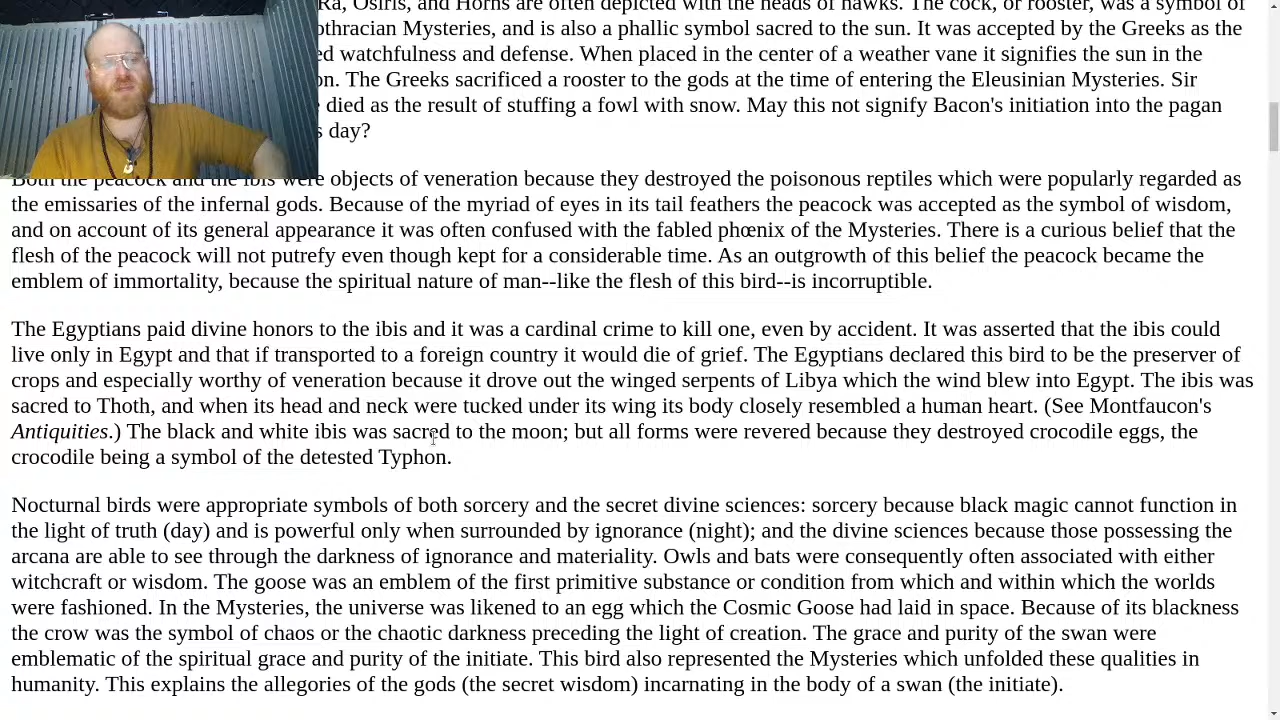 Ra, Osiris, and Horns are often depicted with the heads of hawks. The cock, or rooster, was a symbol of
othracian Mysteries, and is also a phallic symbol sacred to the sun. It was accepted by the Greeks as the
ed watchfulness and defense. When placed in the center of a weather vane it signifies the sun in the
on. The Greeks sacrificed a rooster to the gods at the time of entering the Eleusinian Mysteries. Sir
died as the result of stuffing a fowl with snow. May this not signify Bacon's initiation into the pagan
s day?
Both the peacock and the ibis were objects of veneration because they destroyed the poisonous reptiles which were popularly regarded as
the emissaries of the infernal gods. Because of the myriad of eyes in its tail feathers the peacock was accepted as the symbol of wisdom,
and on account of its general appearance it was often confused with the fabled phœnix of the Mysteries. There is a curious belief that the
flesh of the peacock will not putrefy even though kept for a considerable time. As an outgrowth of this belief the peacock became the
emblem of immortality, because the spiritual nature of man--like the flesh of this bird--is incorruptible.
The Egyptians paid divine honors to the ibis and it was a cardinal crime to kill one, even by accident. It was asserted that the ibis could
live only in Egypt and that if transported to a foreign country it would die of grief. The Egyptians declared this bird to be the preserver of
crops and especially worthy of veneration because it drove out the winged serpents of Libya which the wind blew into Egypt. The ibis was
sacred to Thoth, and when its head and neck were tucked under its wing its body closely resembled a human heart. (See Montfaucon's
Antiquities.) The black and white ibis was sacred to the moon; but all forms were revered because they destroyed crocodile eggs, the
crocodile being a symbol of the detested Typhon.
Nocturnal birds were appropriate symbols of both sorcery and the secret divine sciences: sorcery because black magic cannot function in
the light of truth (day) and is powerful only when surrounded by ignorance (night); and the divine sciences because those possessing the
arcana are able to see through the darkness of ignorance and materiality. Owls and bats were consequently often associated with either
witchcraft or wisdom. The goose was an emblem of the first primitive substance or condition from which and within which the worlds
were fashioned. In the Mysteries, the universe was likened to an egg which the Cosmic Goose had laid in space. Because of its blackness
the crow was the symbol of chaos or the chaotic darkness preceding the light of creation. The grace and purity of the swan were
emblematic of the spiritual grace and purity of the initiate. This bird also represented the Mysteries which unfolded these qualities in
humanity. This explains the allegories of the gods (the secret wisdom) incarnating in the body of a swan (the initiate).